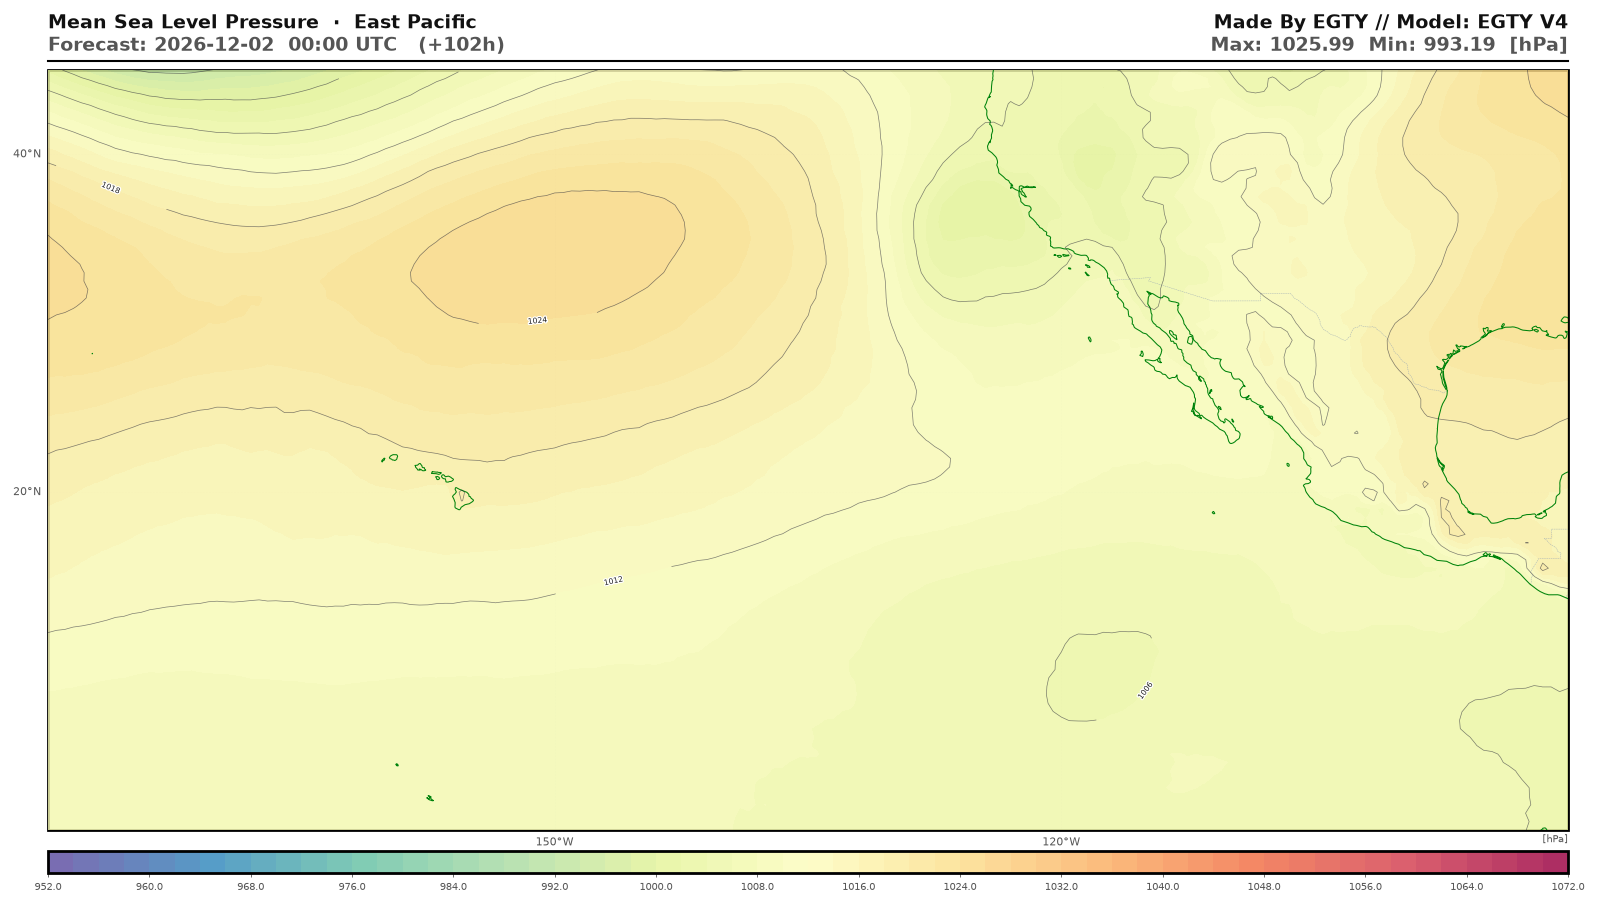 Mean Sea Level Pressure · East Pacific
Made By EGTY // Model: EGTY V4
Forecast: 2026-12-02 00:00 UTC (+102h)
Max: 1025.99 Min: 993.19 [hPa]
40°N
1018
1024
20°N
1012
1006
150°W
120°W
[hPa]
952.0 960.0 968.0 976.0 984.0 992.0 1000.0 1008.0 1016.0 1024.0 1032.0 1040.0 1048.0 1056.0 1064.0 1072.0